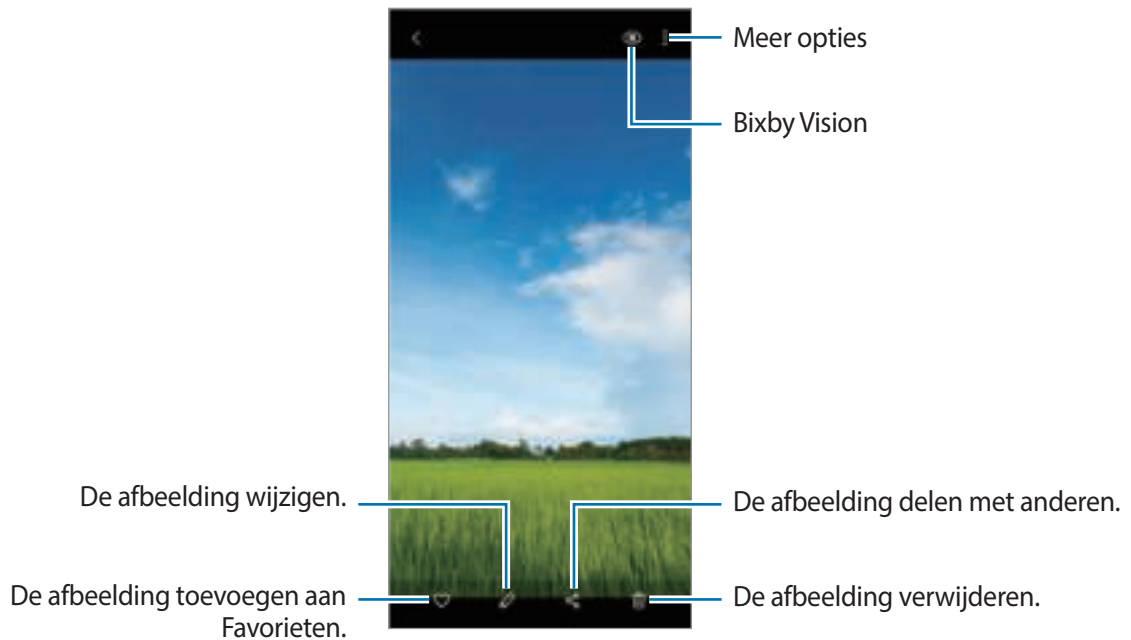 Meer opties
Bixby Vision
De afbeelding wijzigen.
De afbeelding delen met anderen.
De afbeelding toevoegen aan
Favorieten.
De afbeelding verwijderen.